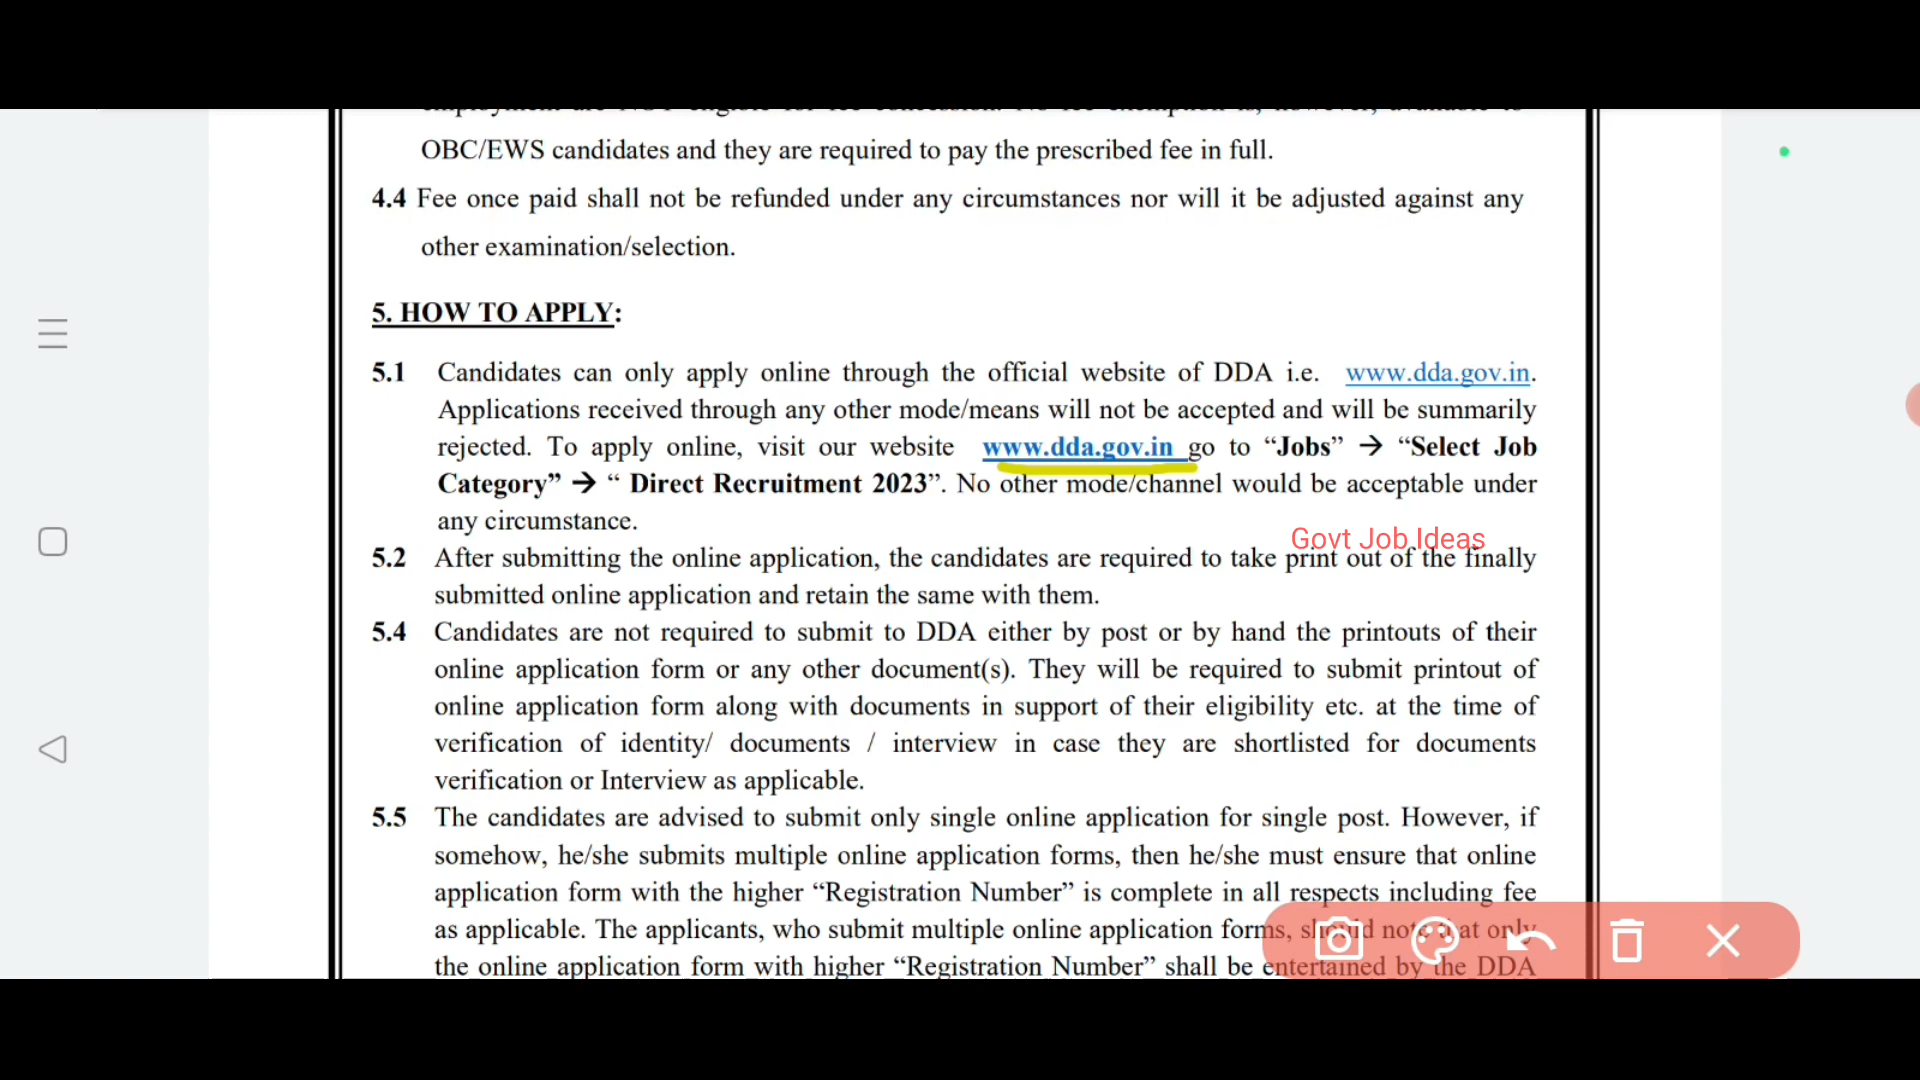 OBC/EWS candidates and they are required to pay the prescribed fee in full.
4.4 Fee once paid shall not be refunded under any circumstances nor will it be adjusted against any
other examination/selection.
5. HOW TO APPLY:
5.1 Candidates can only apply online through the official website of DDA i.e. www.dda.gov.in.
Applications received through any other mode/means will not be accepted and will be summarily
rejected. To apply online, visit our website www.dda.gov.in go to “Jobs” → “Select Job
Category” → “ Direct Recruitment 2023”. No other mode/channel would be acceptable under
any circumstance.
Govt Job Ideas
5.2 After submitting the online application, the candidates are required to take print out of the finally
submitted online application and retain the same with them.
5.4 Candidates are not required to submit to DDA either by post or by hand the printouts of their
online application form or any other document(s). They will be required to submit printout of
online application form along with documents in support of their eligibility etc. at the time of
verification of identity/ documents / interview in case they are shortlisted for documents
verification or Interview as applicable.
5.5 The candidates are advised to submit only single online application for single post. However, if
somehow, he/she submits multiple online application forms, then he/she must ensure that online
application form with the higher “Registration Number” is complete in all respects including fee
as applicable. The applicants, who submit multiple online application forms, should note that only
the online application form with higher “Registration Number” shall be entertained by the DDA